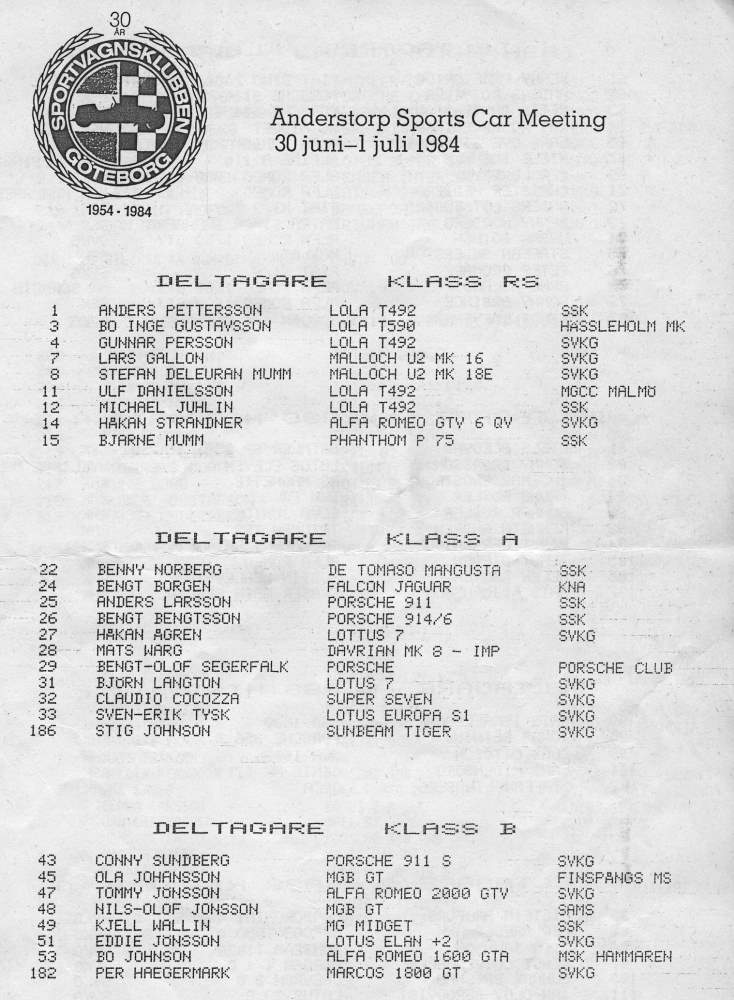 30
ÅR
SPORTVAGNSKLUBBEN
GÖTEBORG
1954 - 1984
Anderstorp Sports Car Meeting
30 juni–1 juli 1984
DELTAGARE KLASS RS
1 ANDERS PETTERSSON LOLA T492 SSK
3 BO INGE GUSTAVSSON LOLA T590 HÄSSLEHOLM MK
4 GUNNAR PERSSON LOLA T492 SVKG
7 LARS GALLON MALLOCH U2 MK 16 SVKG
8 STEFAN DELEURAN MUMM MALLOCH U2 MK 18E SVKG
11 ULF DANIELSSON LOLA T492 MGCC MALMÖ
12 MICHAEL JUHLIN LOLA T492 SSK
14 HÅKAN STRANDNER ALFA ROMEO GTV 6 QV SVKG
15 BJARNE MUMM PHANTHOM P 75 SSK
DELTAGARE KLASS A
22 BENNY NORBERG DE TOMASO MANGUSTA SSK
24 BENGT BORGEN FALCON JAGUAR KNA
25 ANDERS LARSSON PORSCHE 911 SSK
26 BENGT BENGTSSON PORSCHE 914/6 SSK
27 HÅKAN ÅGREN LOTTUS 7 SVKG
28 MATS WARG DAVRIAN MK 8 - IMP
29 BENGT-OLOF SEGERFALK PORSCHE PORSCHE CLUB
31 BJÖRN LANGTON LOTUS 7 SVKG
32 CLAUDIO COCOZZA SUPER SEVEN SVKG
33 SVEN-ERIK TYSK LOTUS EUROPA S1 SVKG
186 STIG JOHNSON SUNBEAM TIGER SVKG
DELTAGARE KLASS B
43 CONNY SUNDBERG PORSCHE 911 S SVKG
45 OLA JOHANSSON MGB GT FINSPÅNGS MS
47 TOMMY JÖNSSON ALFA ROMEO 2000 GTV SVKG
48 NILS-OLOF JONSSON MGB GT SAMS
49 KJELL WALLIN MG MIDGET SSK
51 EDDIE JÖNSSON LOTUS ELAN +2 SVKG
53 BO JOHNSON ALFA ROMEO 1600 GTA MSK HAMMAREN
182 PER HAEGERMARK MARCOS 1800 GT SVKG